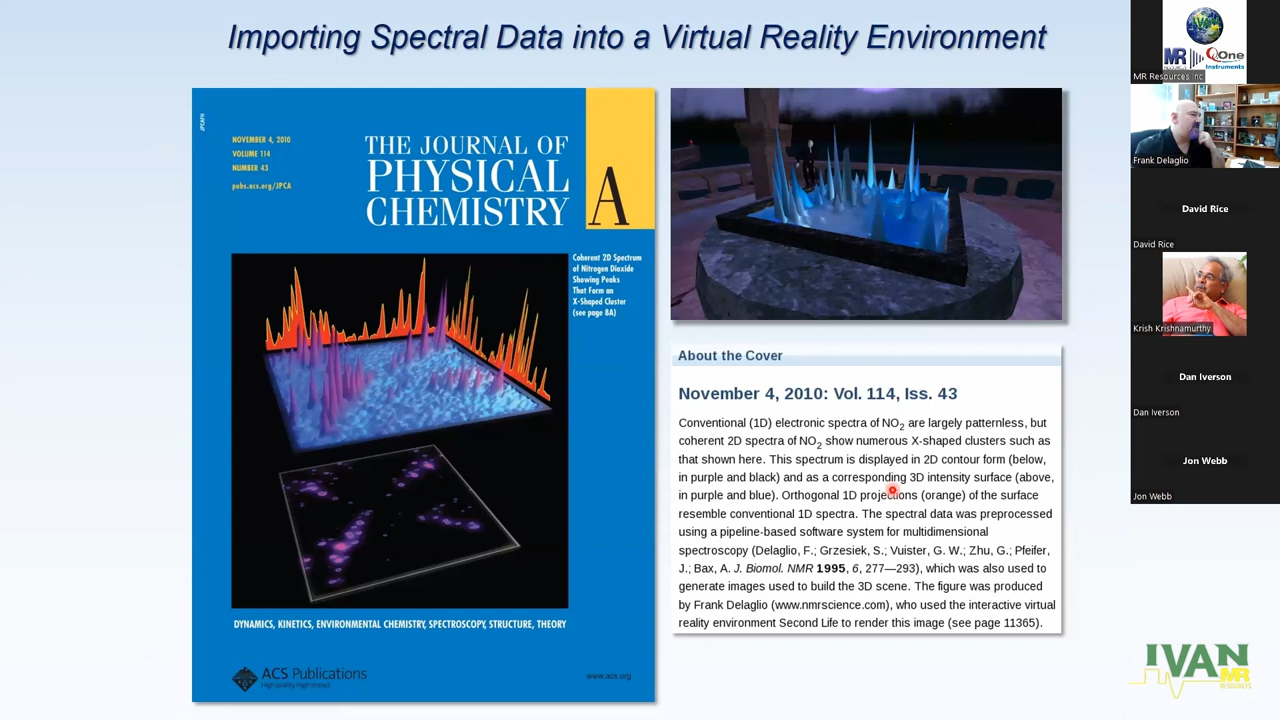 Importing Spectral Data into a Virtual Reality Environment
JPCAFH
NOVEMBER 4, 2010
VOLUME 114
NUMBER 43
pubs.acs.org/JPCA
THE JOURNAL OF
PHYSICAL
CHEMISTRY
A
Coherent 2D Spectrum
of Nitrogen Dioxide
Showing Peaks
That Form an
X-Shaped Cluster
(see page 8A)
DYNAMICS, KINETICS, ENVIRONMENTAL CHEMISTRY, SPECTROSCOPY, STRUCTURE, THEORY
ACS Publications
High quality. High impact.
www.acs.org
About the Cover
November 4, 2010: Vol. 114, Iss. 43
Conventional (1D) electronic spectra of NO2 are largely patternless, but
coherent 2D spectra of NO2 show numerous X-shaped clusters such as
that shown here. This spectrum is displayed in 2D contour form (below,
in purple and black) and as a corresponding 3D intensity surface (above,
in purple and blue). Orthogonal 1D projections (orange) of the surface
resemble conventional 1D spectra. The spectral data was preprocessed
using a pipeline-based software system for multidimensional
spectroscopy (Delaglio, F.; Grzesiek, S.; Vuister, G. W.; Zhu, G.; Pfeifer,
J.; Bax, A. J. Biomol. NMR 1995, 6, 277—293), which was also used to
generate images used to build the 3D scene. The figure was produced
by Frank Delaglio (www.nmrscience.com), who used the interactive virtual
reality environment Second Life to render this image (see page 11365).
MR
QOne
Instruments
MR Resources Inc
Frank Delaglio
David Rice
David Rice
Krish Krishnamurthy
Dan Iverson
Dan Iverson
Jon Webb
Jon Webb
IVAN
MR
RESOURCES